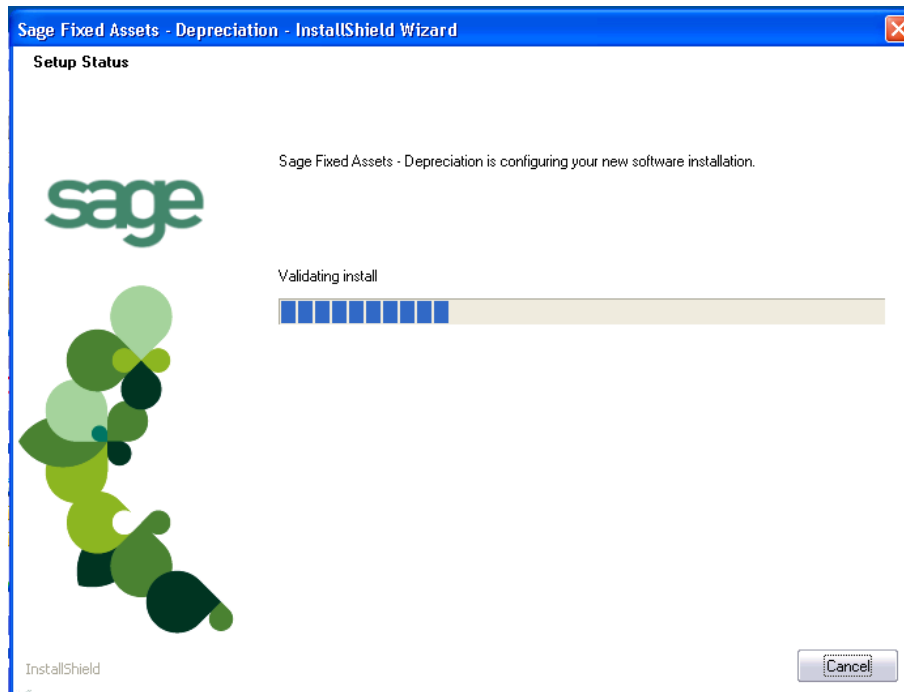 Sage Fixed Assets - Depreciation - InstallShield Wizard
Setup Status
Sage Fixed Assets - Depreciation is configuring your new software installation.
sage
Validating install
InstallShield
Cancel